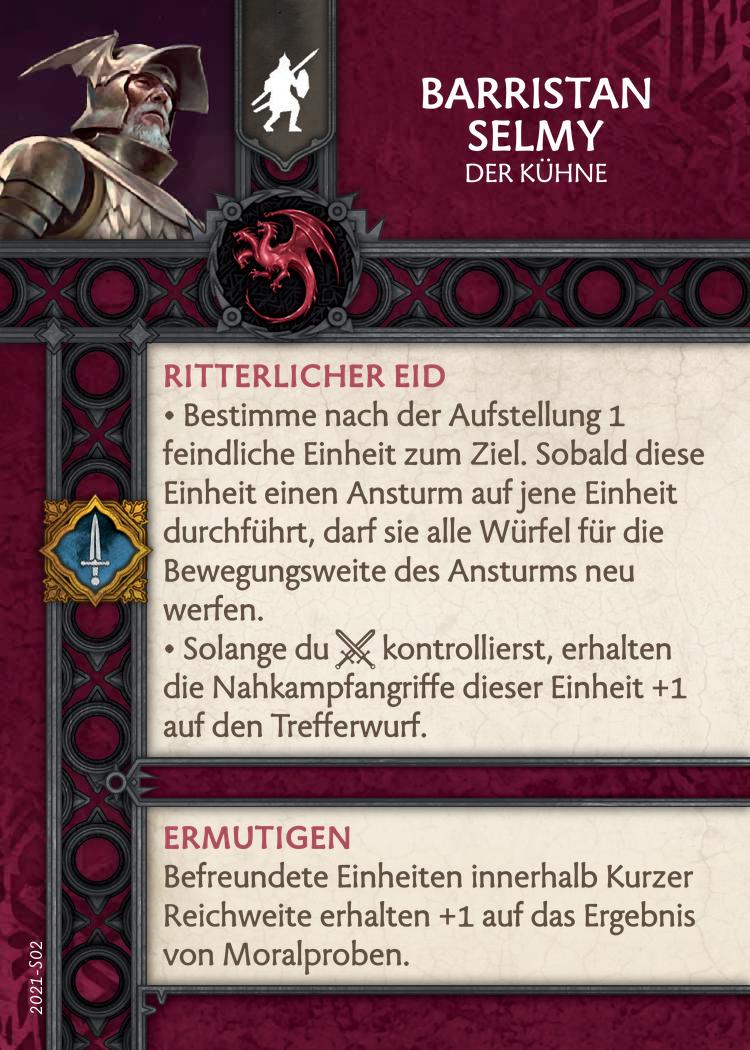 BARRISTAN
SELMY
DER KÜHNE
RITTERLICHER EID
• Bestimme nach der Aufstellung 1
feindliche Einheit zum Ziel. Sobald diese
Einheit einen Ansturm auf jene Einheit
durchführt, darf sie alle Würfel für die
Bewegungsweite des Ansturms neu
werfen.
• Solange du kontrollierst, erhalten
die Nahkampfangriffe dieser Einheit +1
auf den Trefferwurf.
ERMUTIGEN
Befreundete Einheiten innerhalb Kurzer
Reichweite erhalten +1 auf das Ergebnis
von Moralproben.
2021-S02